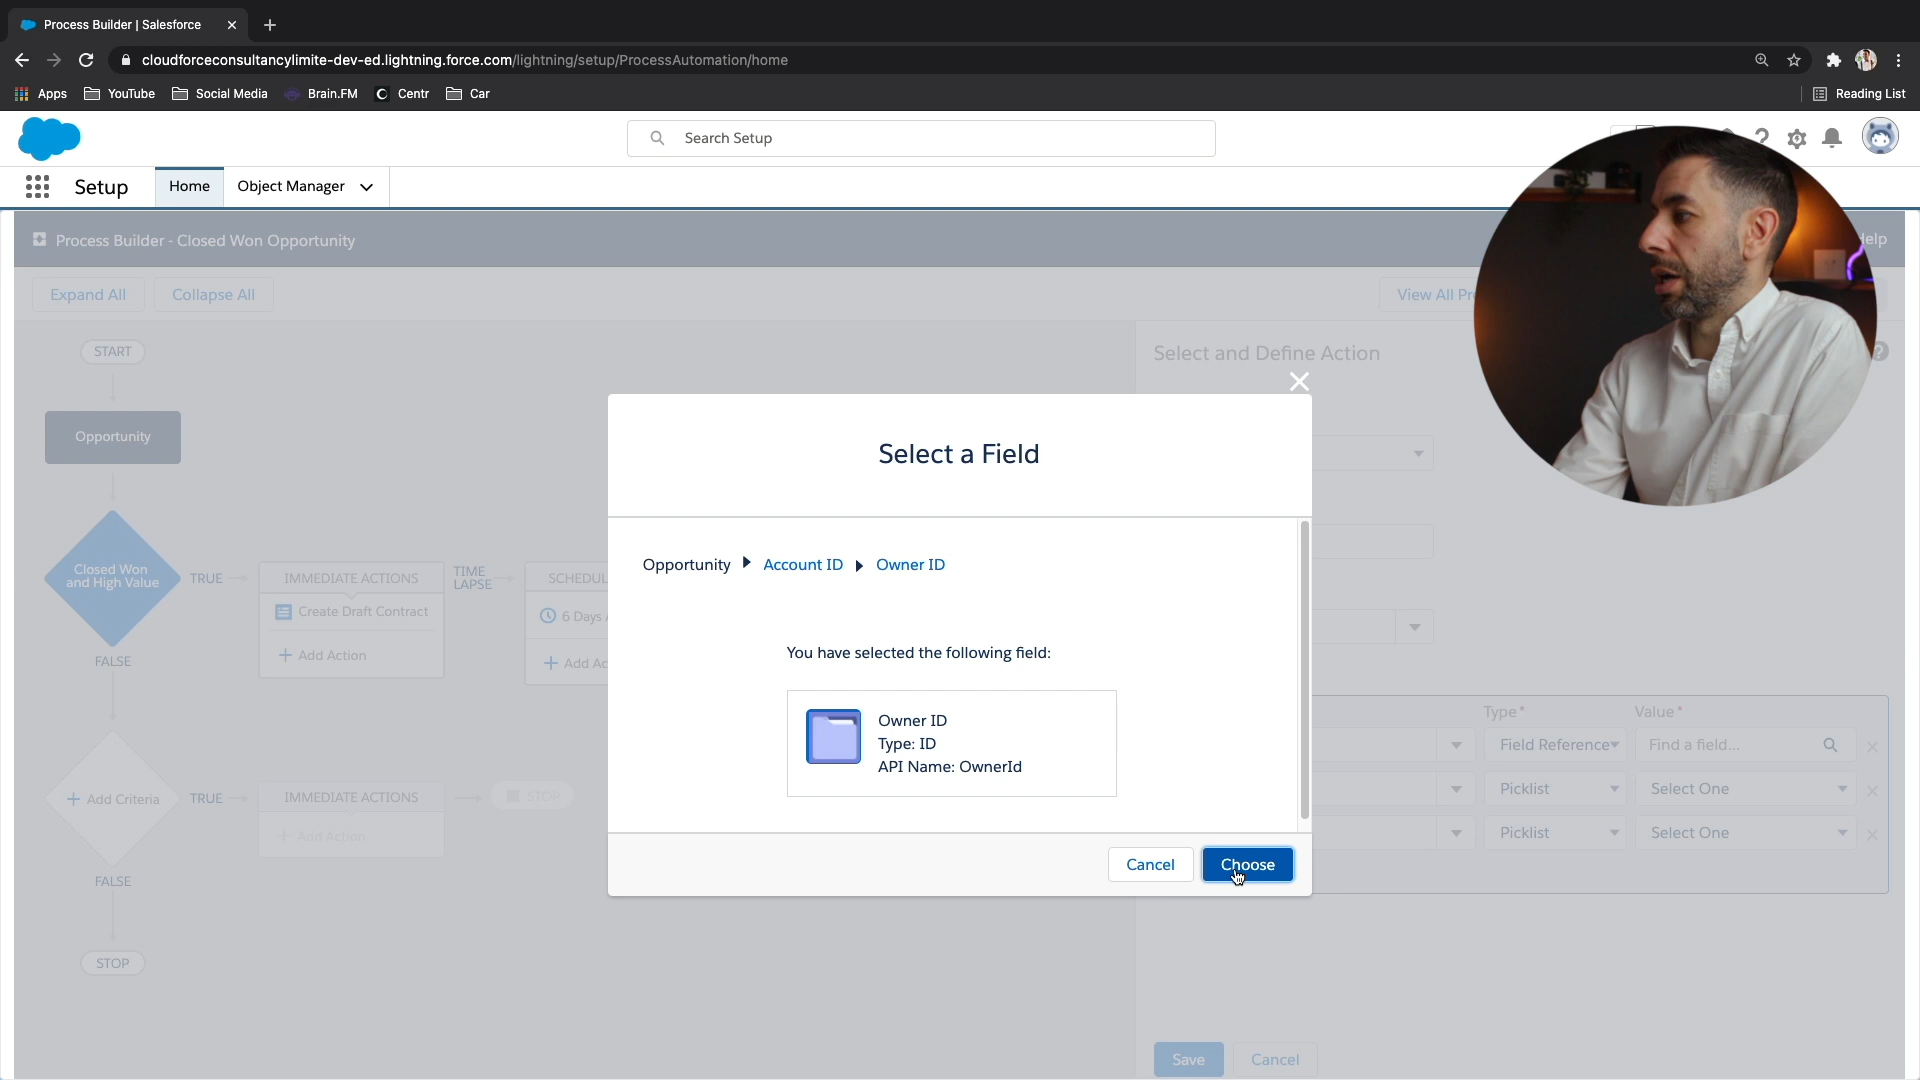 Process Builder | Salesforce
cloudforceconsultancylimite-dev-ed.lightning.force.com/lightning/setup/ProcessAutomation/home
Apps YouTube Social Media Brain.FM Centr Car Reading List
Search Setup
Setup Home Object Manager
Process Builder - Closed Won Opportunity
Help
Expand All Collapse All
View All Pr
START
Select and Define Action
Opportunity
Select a Field
Opportunity Account ID Owner ID
Closed Won
and High Value
TRUE
IMMEDIATE ACTIONS
TIME
LAPSE
SCHEDUL
Create Draft Contract
6 Days
+ Add Action
+ Add Ac
FALSE
You have selected the following field:
Owner ID
Type: ID
API Name: OwnerId
Type*
Value*
Field Reference
Find a field...
Picklist
Select One
Picklist
Select One
+ Add Criteria
TRUE
IMMEDIATE ACTIONS
STOP
+ Add Action
Cancel
Choose
FALSE
STOP
Save
Cancel